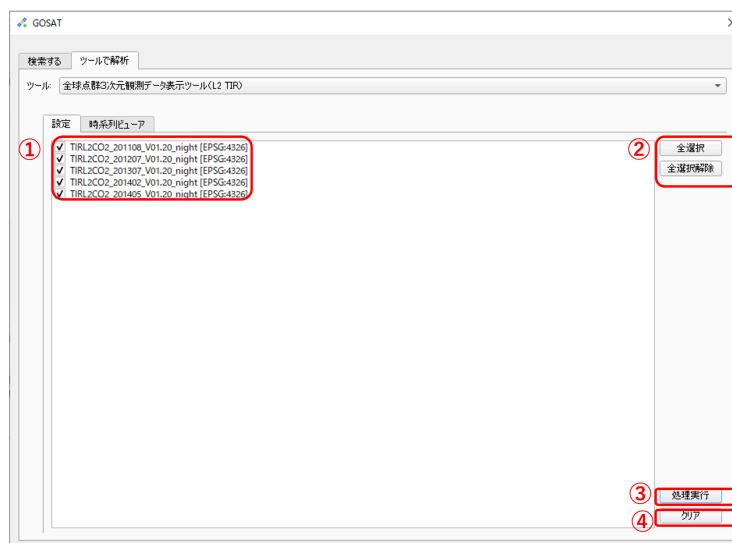 GOSAT
検索する ツールで解析
ツール: 全球点群3次元観測データ表示ツール(L2 TIR)
設定 時系列ビューア
①
TIRL2CO2_201108_V01.20_night [EPSG:4326]
TIRL2CO2_201207_V01.20_night [EPSG:4326]
TIRL2CO2_201307_V01.20_night [EPSG:4326]
TIRL2CO2_201402_V01.20_night [EPSG:4326]
TIRL2CO2_201405_V01.20_night [EPSG:4326]
② 全選択
全選択解除
③ 処理実行
④ クリア